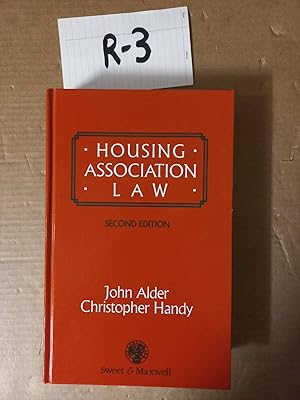 R-3
· HOUSING ·
ASSOCIATION
· LAW ·
SECOND EDITION
John Alder
Christopher Handy
Sweet & Maxwell